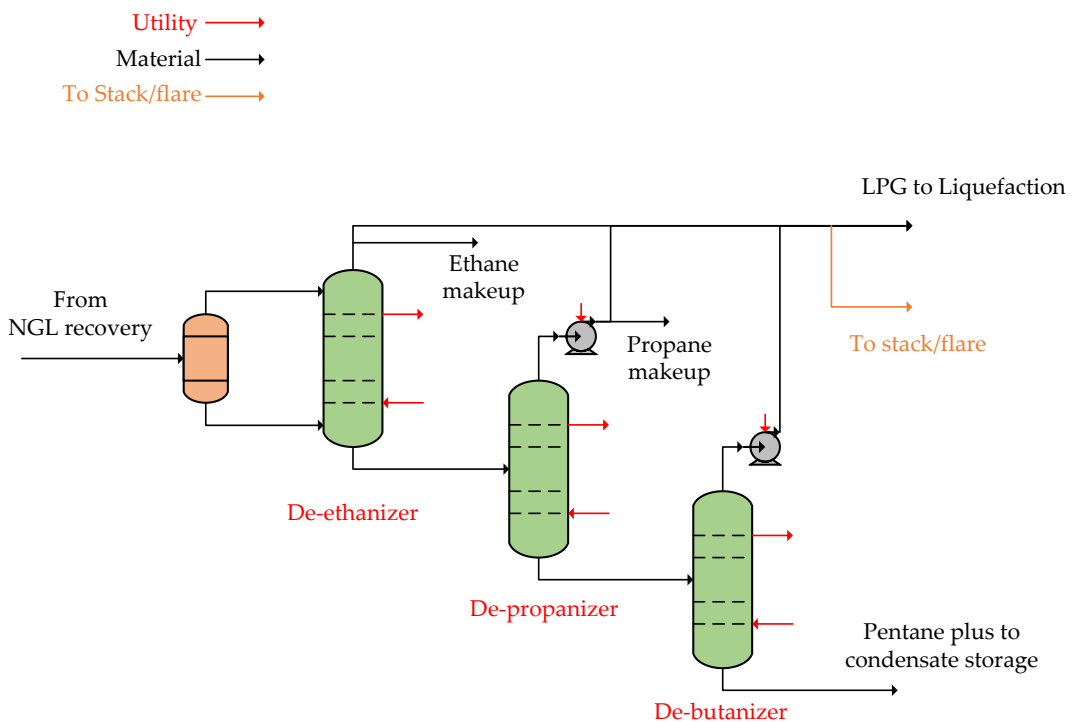 Utility
Material
To Stack/flare
LPG to Liquefaction
Ethane
makeup
From
NGL recovery
Propane
makeup
To stack/flare
De-ethanizer
De-propanizer
Pentane plus to
condensate storage
De-butanizer